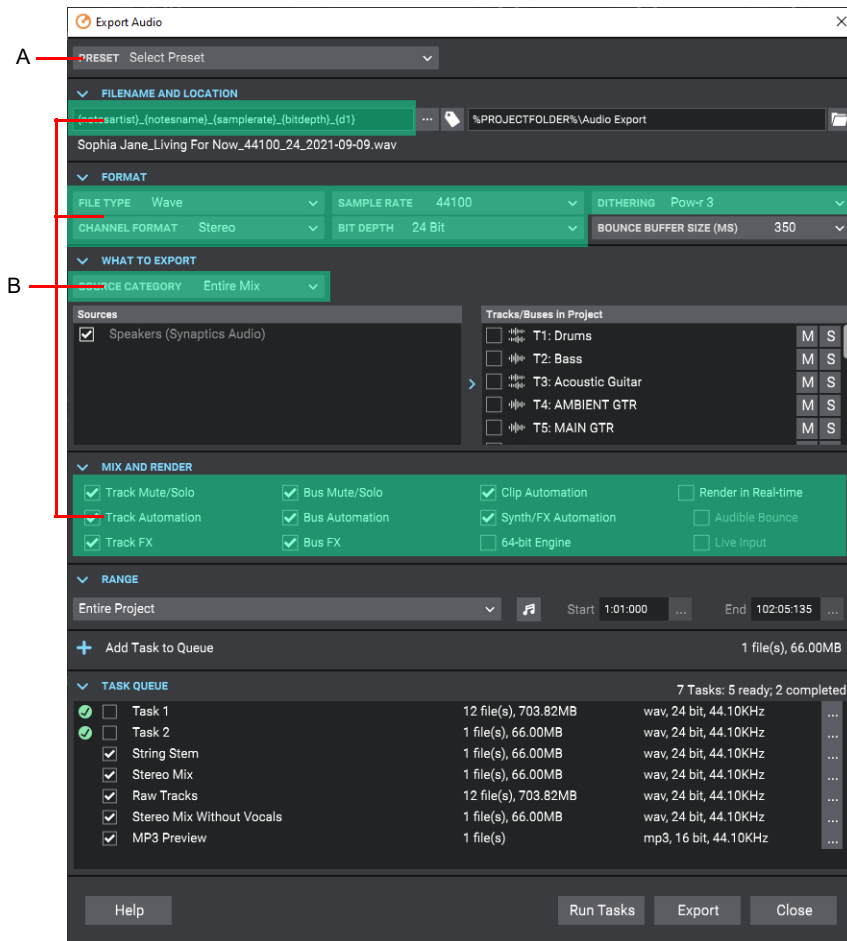 Export Audio
A
PRESET Select Preset
FILENAME AND LOCATION
{notesartist}_{notesname}_{samplerate}_{bitdepth}_{d1} ... %PROJECTFOLDER%\Audio Export
Sophia Jane_Living For Now_44100_24_2021-09-09.wav
FORMAT
FILE TYPE Wave SAMPLE RATE 44100 DITHERING Pow-r 3
CHANNEL FORMAT Stereo BIT DEPTH 24 Bit BOUNCE BUFFER SIZE (MS) 350
WHAT TO EXPORT
B
SOURCE CATEGORY Entire Mix
Sources Tracks/Buses in Project
Speakers (Synaptics Audio) T1: Drums M S
T2: Bass M S
T3: Acoustic Guitar M S
T4: AMBIENT GTR M S
T5: MAIN GTR M S
MIX AND RENDER
Track Mute/Solo Bus Mute/Solo Clip Automation Render in Real-time
Track Automation Bus Automation Synth/FX Automation Audible Bounce
Track FX Bus FX 64-bit Engine Live Input
RANGE
Entire Project Start 1:01:000 ... End 102:05:135 ...
Add Task to Queue 1 file(s), 66.00MB
TASK QUEUE 7 Tasks: 5 ready; 2 completed
Task 1 12 file(s), 703.82MB wav, 24 bit, 44.10KHz ...
Task 2 1 file(s), 66.00MB wav, 24 bit, 44.10KHz ...
String Stem 1 file(s), 66.00MB wav, 24 bit, 44.10KHz ...
Stereo Mix 1 file(s), 66.00MB wav, 24 bit, 44.10KHz ...
Raw Tracks 12 file(s), 703.82MB wav, 24 bit, 44.10KHz ...
Stereo Mix Without Vocals 1 file(s), 66.00MB wav, 24 bit, 44.10KHz ...
MP3 Preview 1 file(s) mp3, 16 bit, 44.10KHz ...
Help Run Tasks Export Close